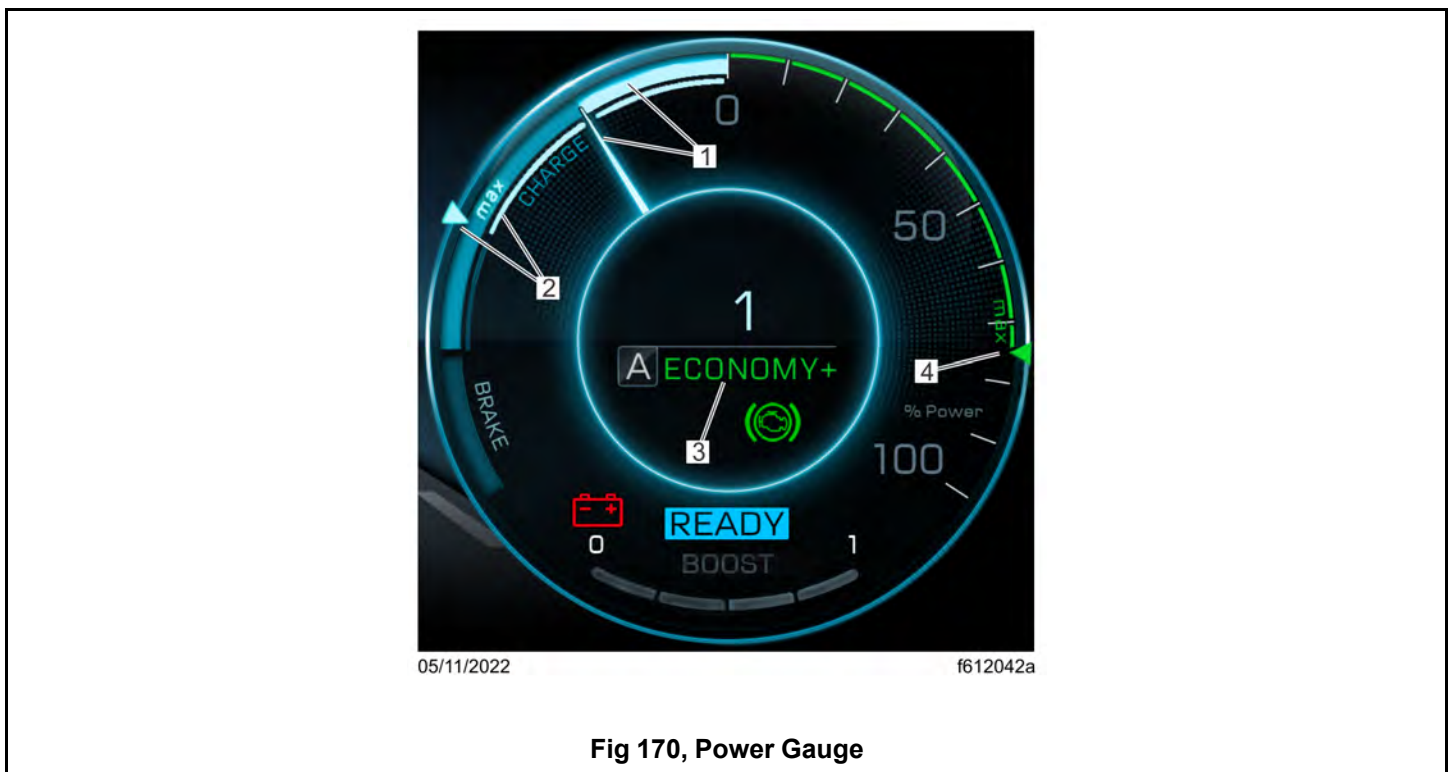 0
1
max
CHARGE
50
2
1
max
A ECONOMY+
4
% Power
BRAKE
3
100
READY
0
1
BOOST
05/11/2022
f612042a
Fig 170, Power Gauge